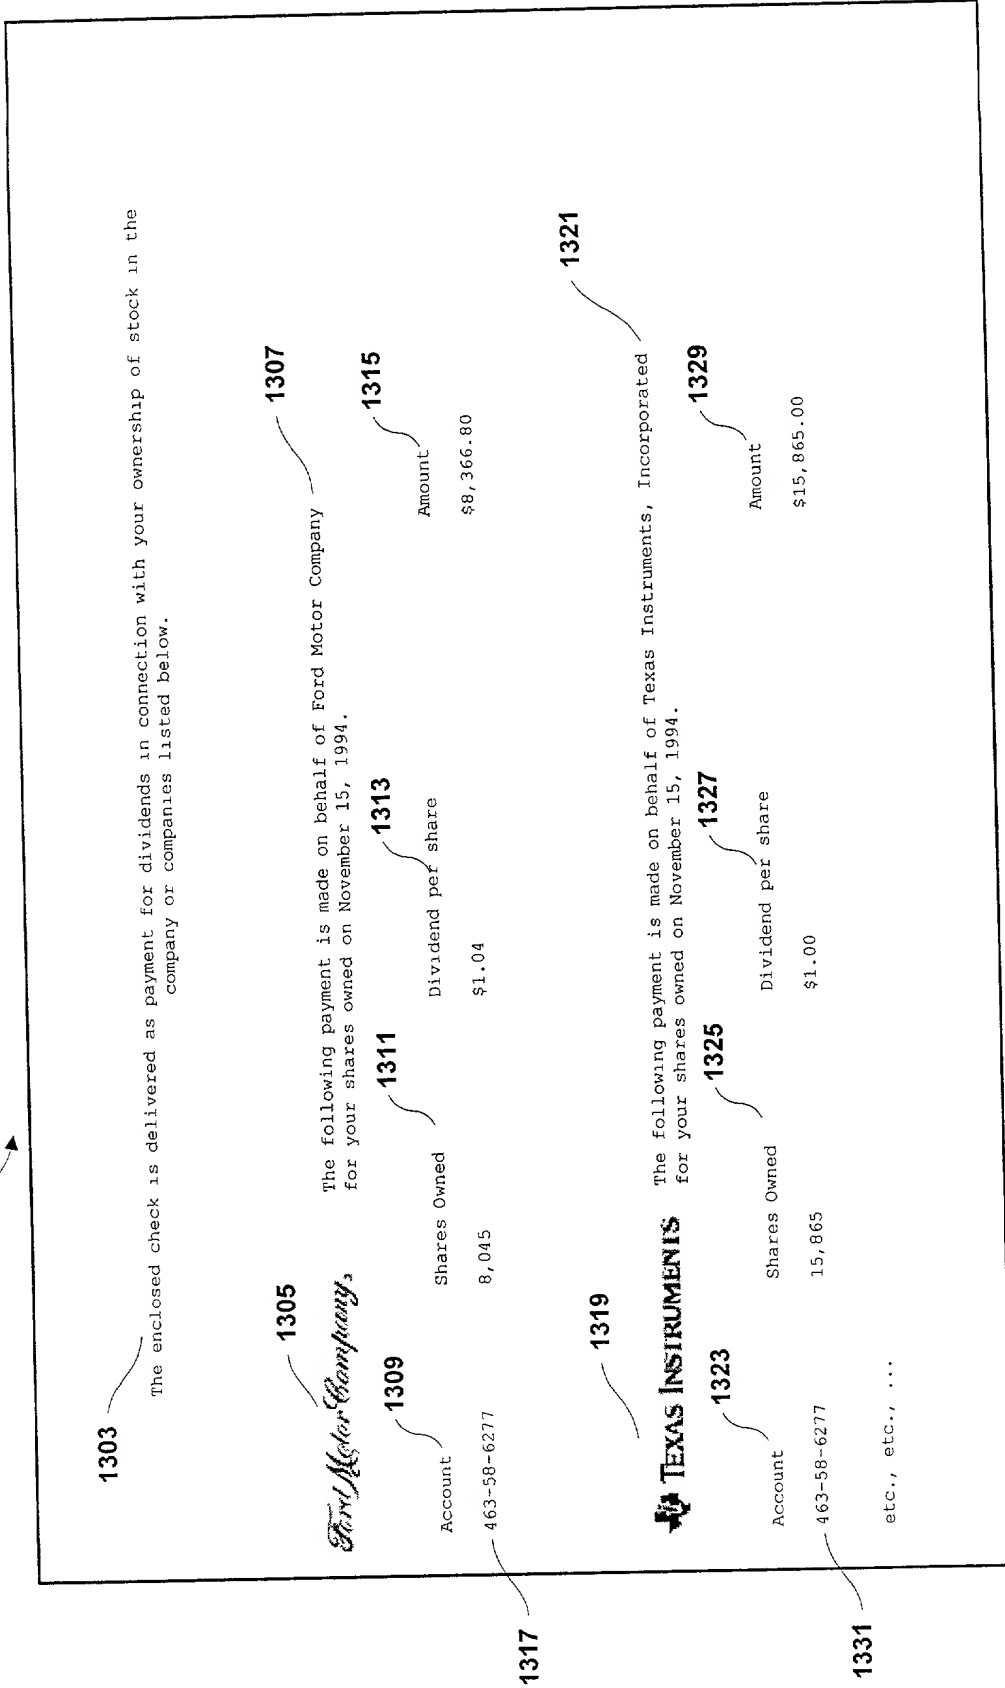 1303
The enclosed check is delivered as payment for dividends in connection with your ownership of stock in the
company or companies listed below.
1305
1307
Ford Motor Company,
The following payment is made on behalf of Ford Motor Company
for your shares owned on November 15, 1994.
1309
1311
1313
1315
Account
Shares Owned
Dividend per share
Amount
463-58-6277
8,045
$1.04
$8,366.80
1317
1319
1321
TEXAS INSTRUMENTS
The following payment is made on behalf of Texas Instruments, Incorporated
for your shares owned on November 15, 1994.
1323
1325
1327
1329
Account
Shares Owned
Dividend per share
Amount
463-58-6277
15,865
$1.00
$15,865.00
1331
etc., etc., ...